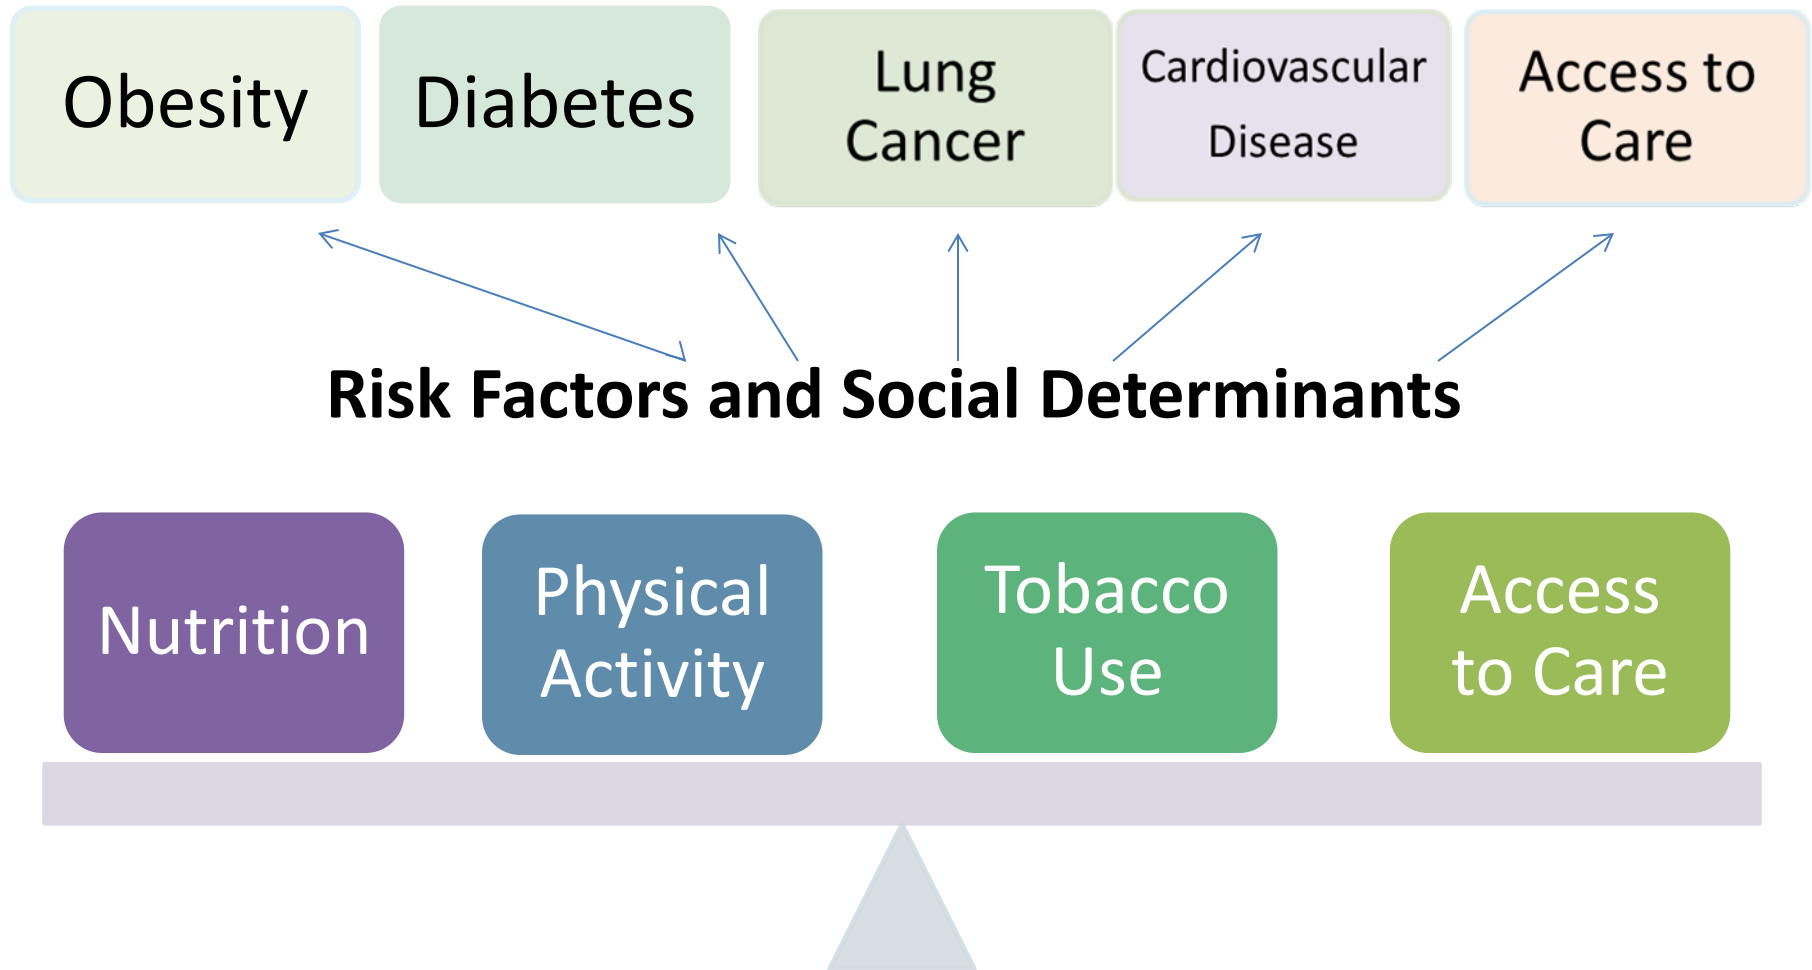 Obesity
Diabetes
Lung
Cancer
Cardiovascular
Disease
Access to
Care
Risk Factors and Social Determinants
Nutrition
Physical
Activity
Tobacco
Use
Access
to Care